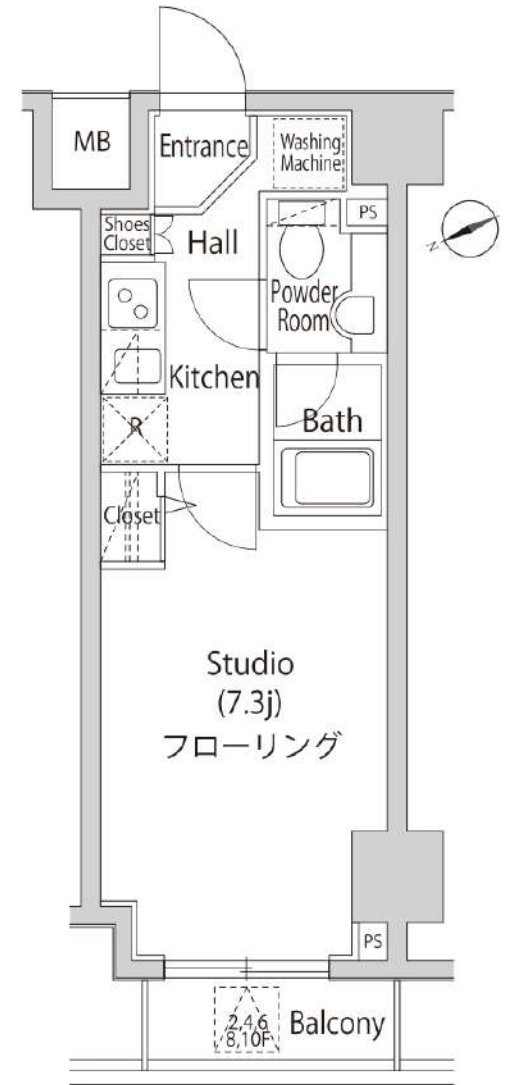 MB
Entrance
Washing
Machine
Shoes
Closet
Hall
PS
N
Powder
Room
Kitchen
Bath
R
Closet
Studio
(7.3j)
フローリング
PS
2,4,6
8,10F
Balcony